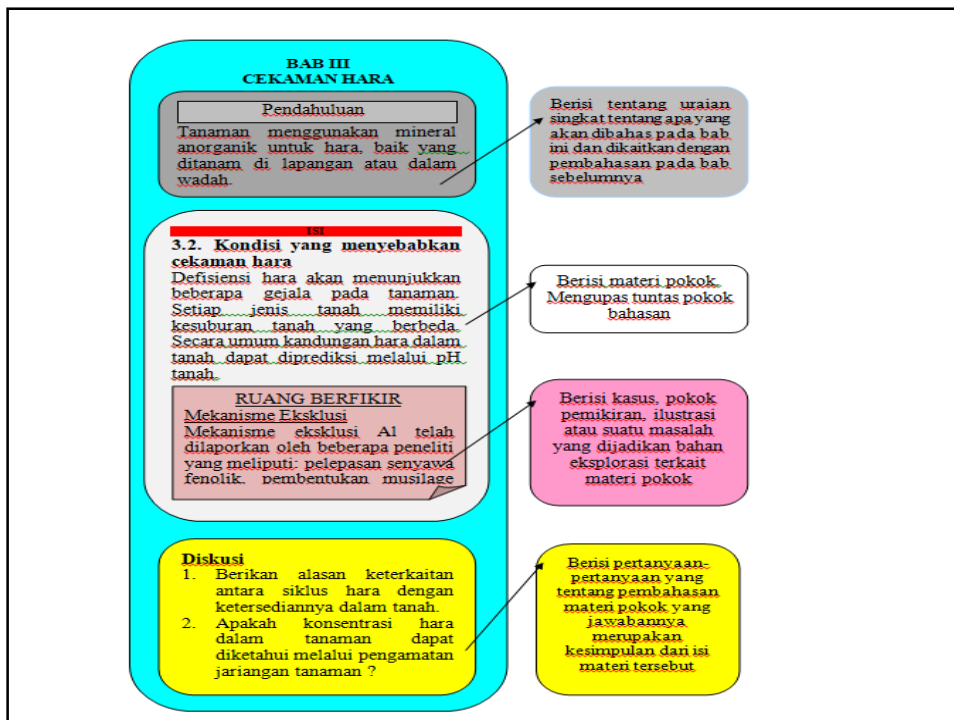 BAB III
CEKAMAN HARA
Pendahuluan
Tanaman menggunakan mineral
anorganik untuk hara, baik yang
ditanam di lapangan atau dalam
wadah.
Berisi tentang uraian
singkat tentang apa yang
akan dibahas pada bab
ini dan dikaitkan dengan
pembahasan pada bab
sebelumnya
ISI
3.2. Kondisi yang menyebabkan
cekaman hara
Defisiensi hara akan menunjukkan
beberapa gejala pada tanaman.
Setiap jenis tanah memiliki
kesuburan tanah yang berbeda.
Secara umum kandungan hara dalam
tanah dapat diprediksi melalui pH
tanah.
Berisi materi pokok.
Mengupas tuntas pokok
bahasan
RUANG BERFIKIR
Mekanisme Eksklusi
Mekanisme eksklusi Al telah
dilaporkan oleh beberapa peneliti
yang meliputi: pelepasan senyawa
fenolik, pembentukan musilage
Berisi kasus, pokok
pemikiran, ilustrasi
atau suatu masalah
yang dijadikan bahan
eksplorasi terkait
materi pokok
Diskusi
1. Berikan alasan keterkaitan
antara siklus hara dengan
ketersediannya dalam tanah.
2. Apakah konsentrasi hara
dalam tanaman dapat
diketahui melalui pengamatan
jariangan tanaman ?
Berisi pertanyaan-
pertanyaan yang
tentang pembahasan
materi pokok yang
jawabannya
merupakan
kesimpulan dari isi
materi tersebut